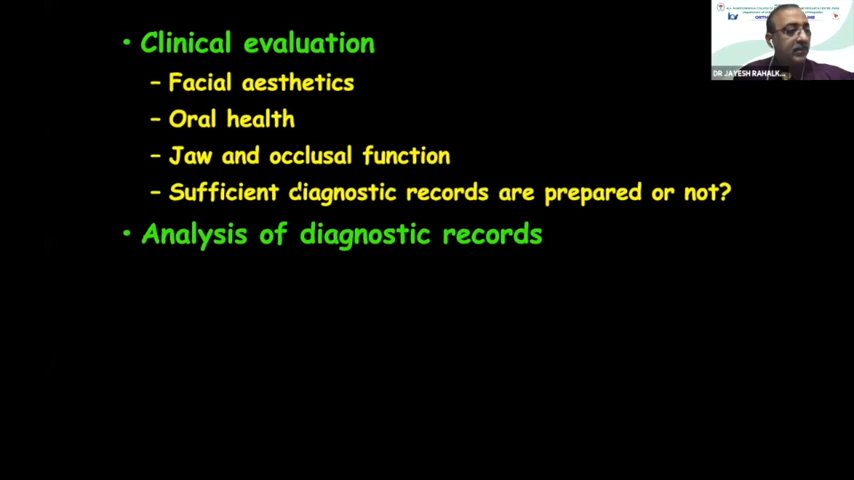 • Clinical evaluation
– Facial aesthetics
– Oral health
– Jaw and occlusal function
– Sufficient diagnostic records are prepared or not?
• Analysis of diagnostic records
DR JAYESH RAHALK...